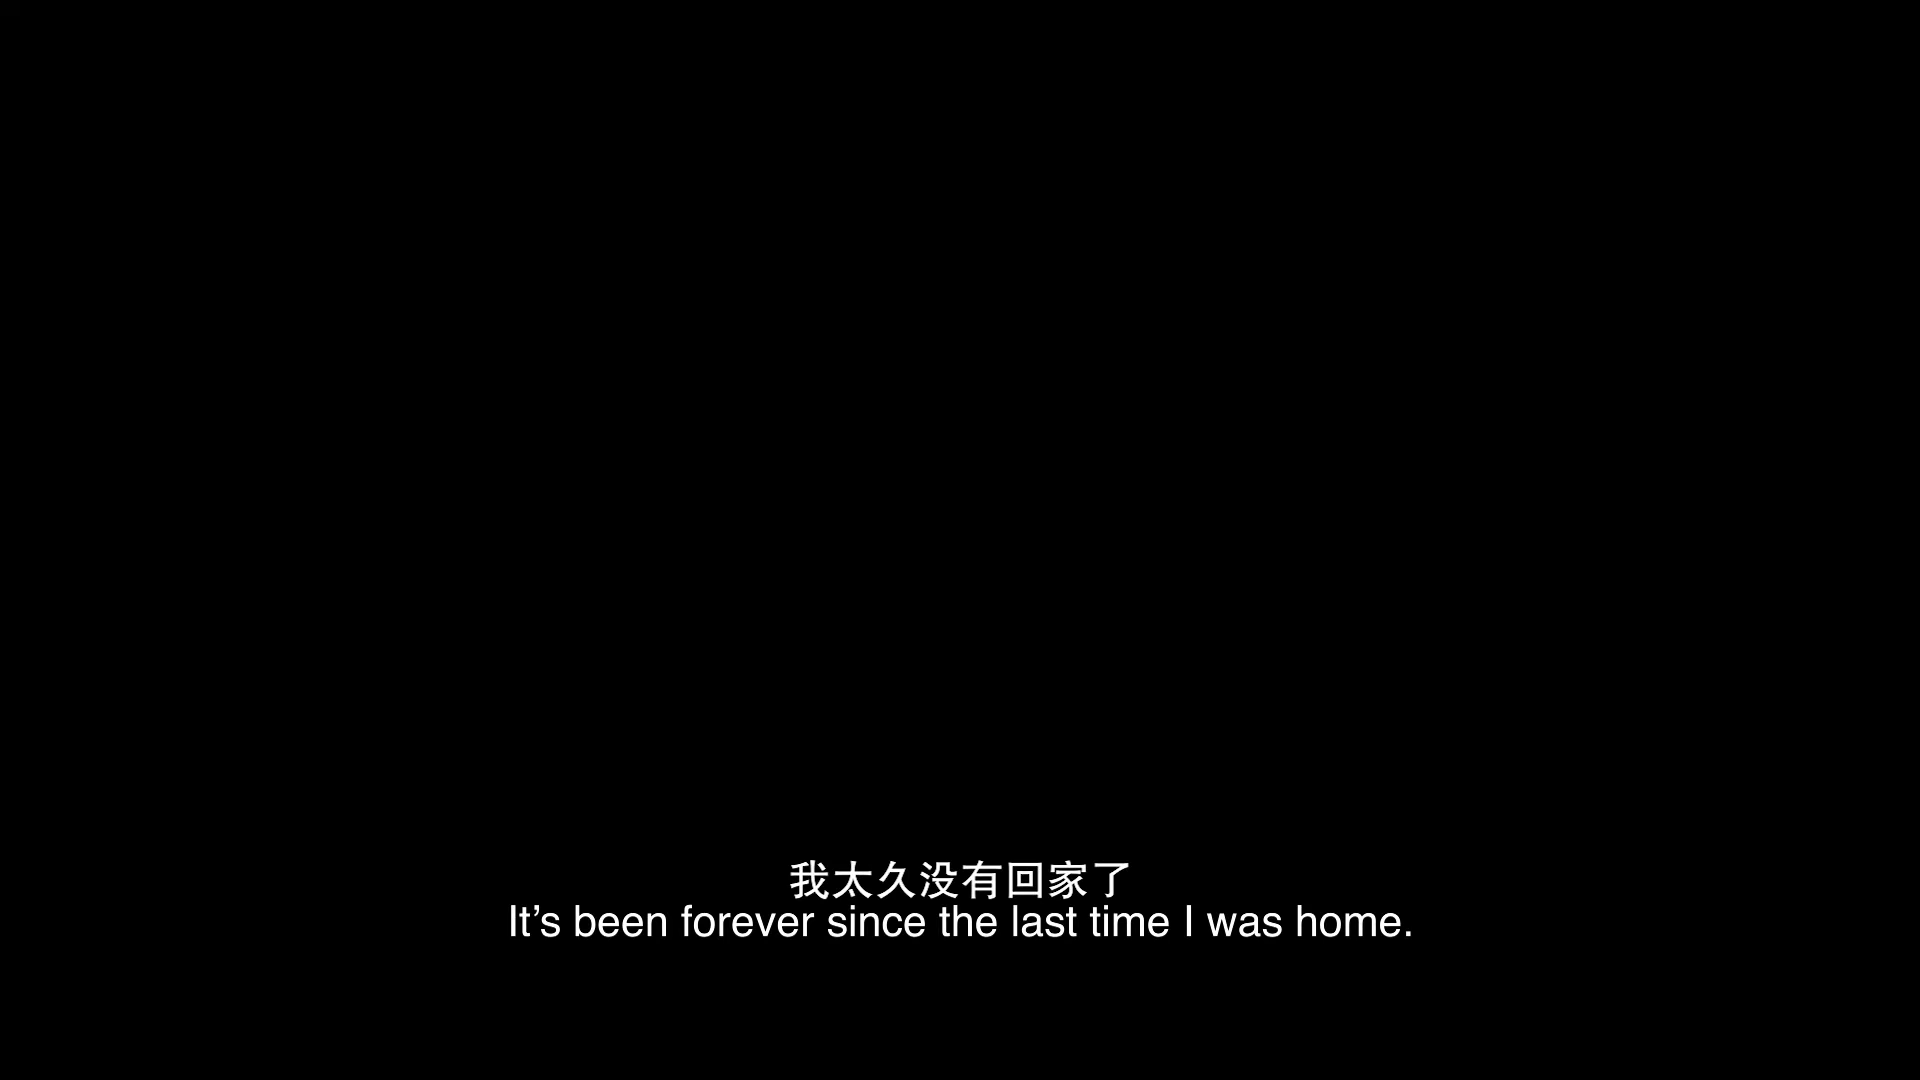 我太久没有回家了
It’s been forever since the last time I was home.